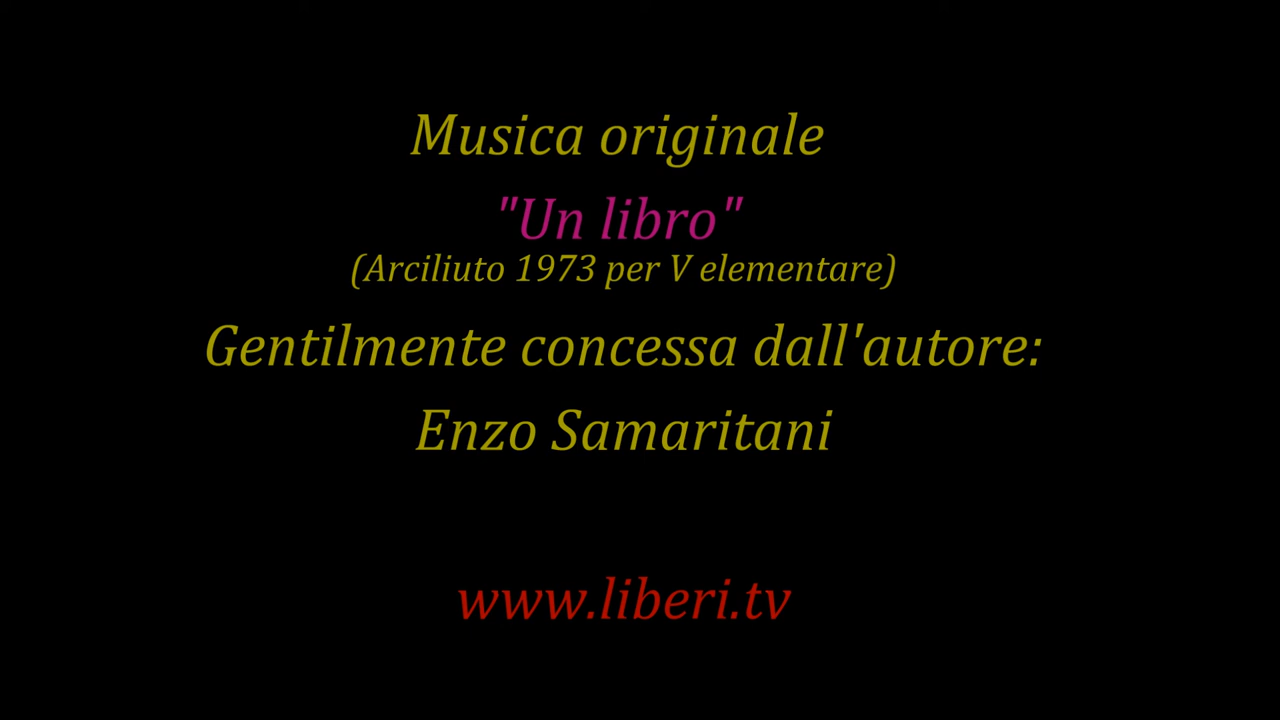 Musica originale
"Un libro"
(Arciliuto 1973 per V elementare)
Gentilmente concessa dall'autore:
Enzo Samaritani
www.liberi.tv